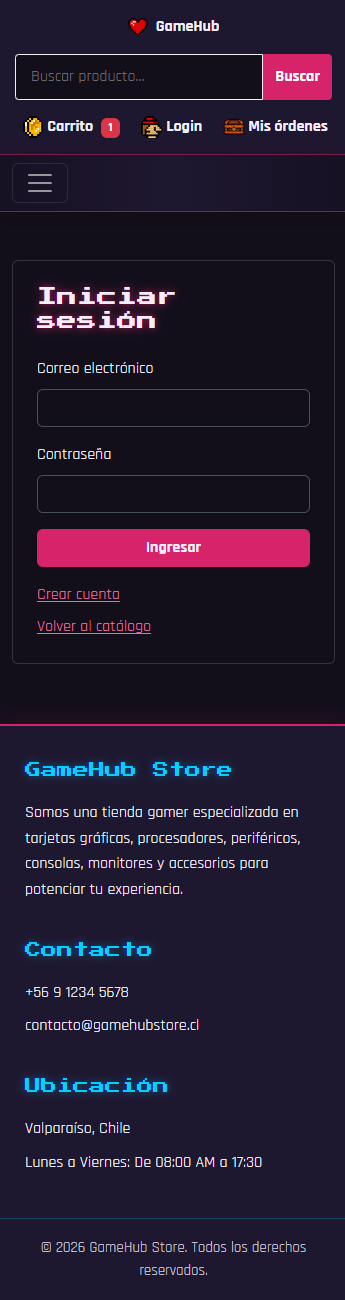 GameHub
Buscar producto...
Buscar
Carrito 1 Login Mis órdenes
Iniciar
sesión
Correo electrónico
Contraseña
Ingresar
Crear cuenta
Volver al catálogo
GameHub Store
Somos una tienda gamer especializada en
tarjetas gráficas, procesadores, periféricos,
consolas, monitores y accesorios para
potenciar tu experiencia.
Contacto
+56 9 1234 5678
contacto@gamehubstore.cl
Ubicación
Valparaíso, Chile
Lunes a Viernes: De 08:00 AM a 17:30
© 2026 GameHub Store. Todos los derechos
reservados.